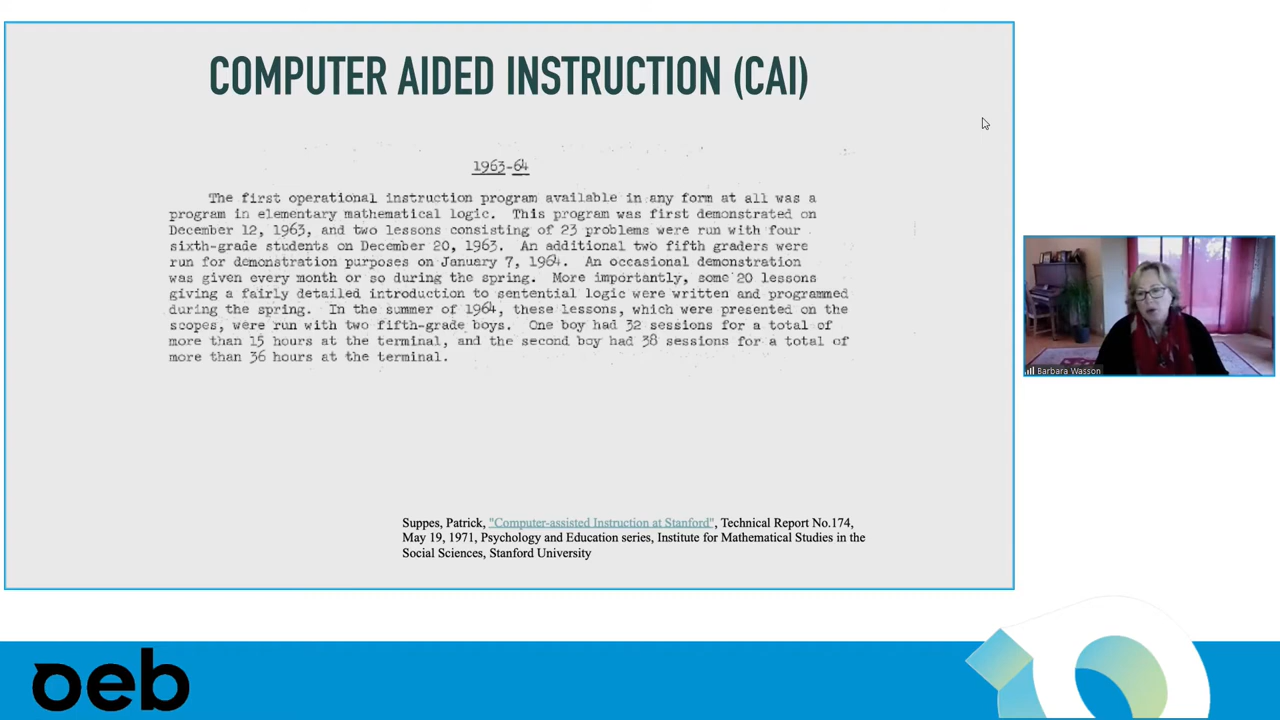 COMPUTER AIDED INSTRUCTION (CAI)
1963-64
The first operational instruction program available in any form at all was a
program in elementary mathematical logic. This program was first demonstrated on
December 12, 1963, and two lessons consisting of 23 problems were run with four
sixth-grade students on December 20, 1963. An additional two fifth graders were
run for demonstration purposes on January 7, 1964. An occasional demonstration
was given every month or so during the spring. More importantly, some 20 lessons
giving a fairly detailed introduction to sentential logic were written and programmed
during the spring. In the summer of 1964, these lessons, which were presented on the
scopes, were run with two fifth-grade boys. One boy had 32 sessions for a total of
more than 15 hours at the terminal, and the second boy had 38 sessions for a total of
more than 36 hours at the terminal.
Suppes, Patrick, "Computer-assisted Instruction at Stanford", Technical Report No.174,
May 19, 1971, Psychology and Education series, Institute for Mathematical Studies in the
Social Sciences, Stanford University
Barbara Wasson
oeb